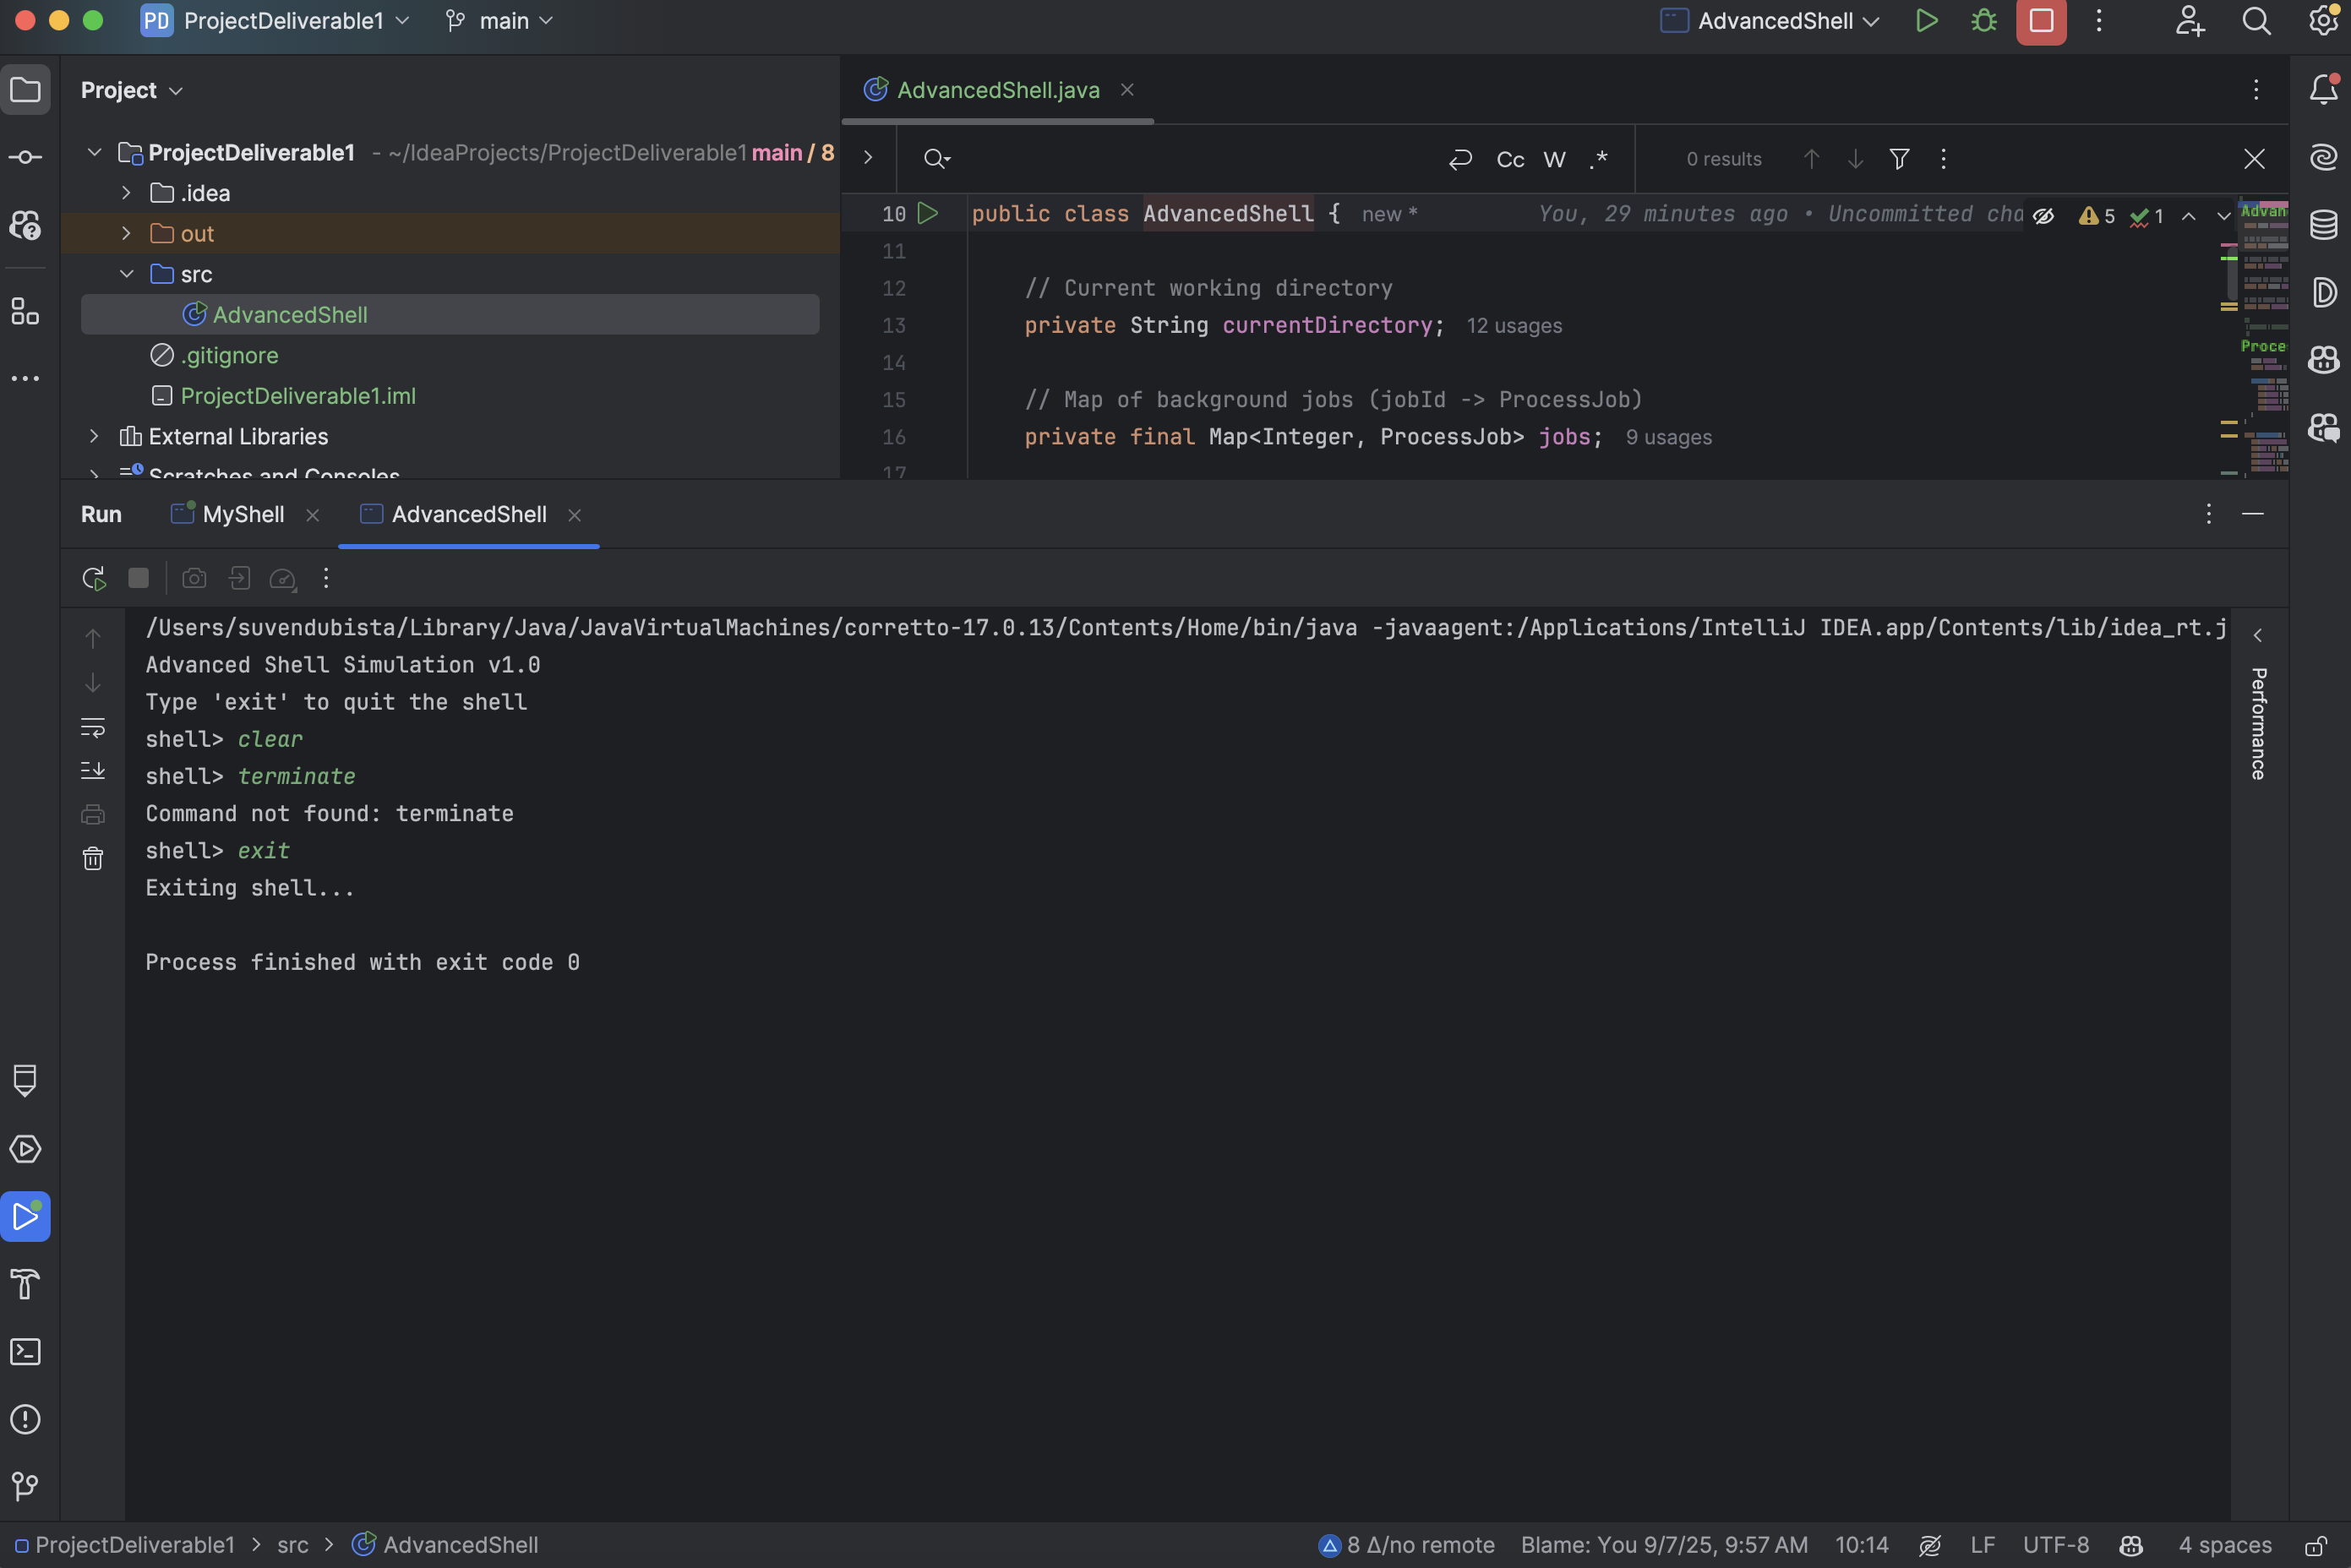 PD ProjectDeliverable1 main AdvancedShell
Project
AdvancedShell.java
ProjectDeliverable1 - ~/IdeaProjects/ProjectDeliverable1 main / 8
Cc W .* 0 results
.idea
out
src
AdvancedShell
.gitignore
ProjectDeliverable1.iml
External Libraries
Scratches and Consoles
10 public class AdvancedShell { new * You, 29 minutes ago • Uncommitted cha 5 1
11
12 // Current working directory
13 private String currentDirectory; 12 usages
14
15 // Map of background jobs (jobId -> ProcessJob)
16 private final Map<Integer, ProcessJob> jobs; 9 usages
17
Advan
Proce
Run MyShell AdvancedShell
/Users/suvendubista/Library/Java/JavaVirtualMachines/corretto-17.0.13/Contents/Home/bin/java -javaagent:/Applications/IntelliJ IDEA.app/Contents/lib/idea_rt.j
Advanced Shell Simulation v1.0
Type 'exit' to quit the shell
shell> clear
shell> terminate
Command not found: terminate
shell> exit
Exiting shell...
Process finished with exit code 0
Performance
ProjectDeliverable1 > src > AdvancedShell 8 Δ/no remote Blame: You 9/7/25, 9:57 AM 10:14 LF UTF-8 4 spaces